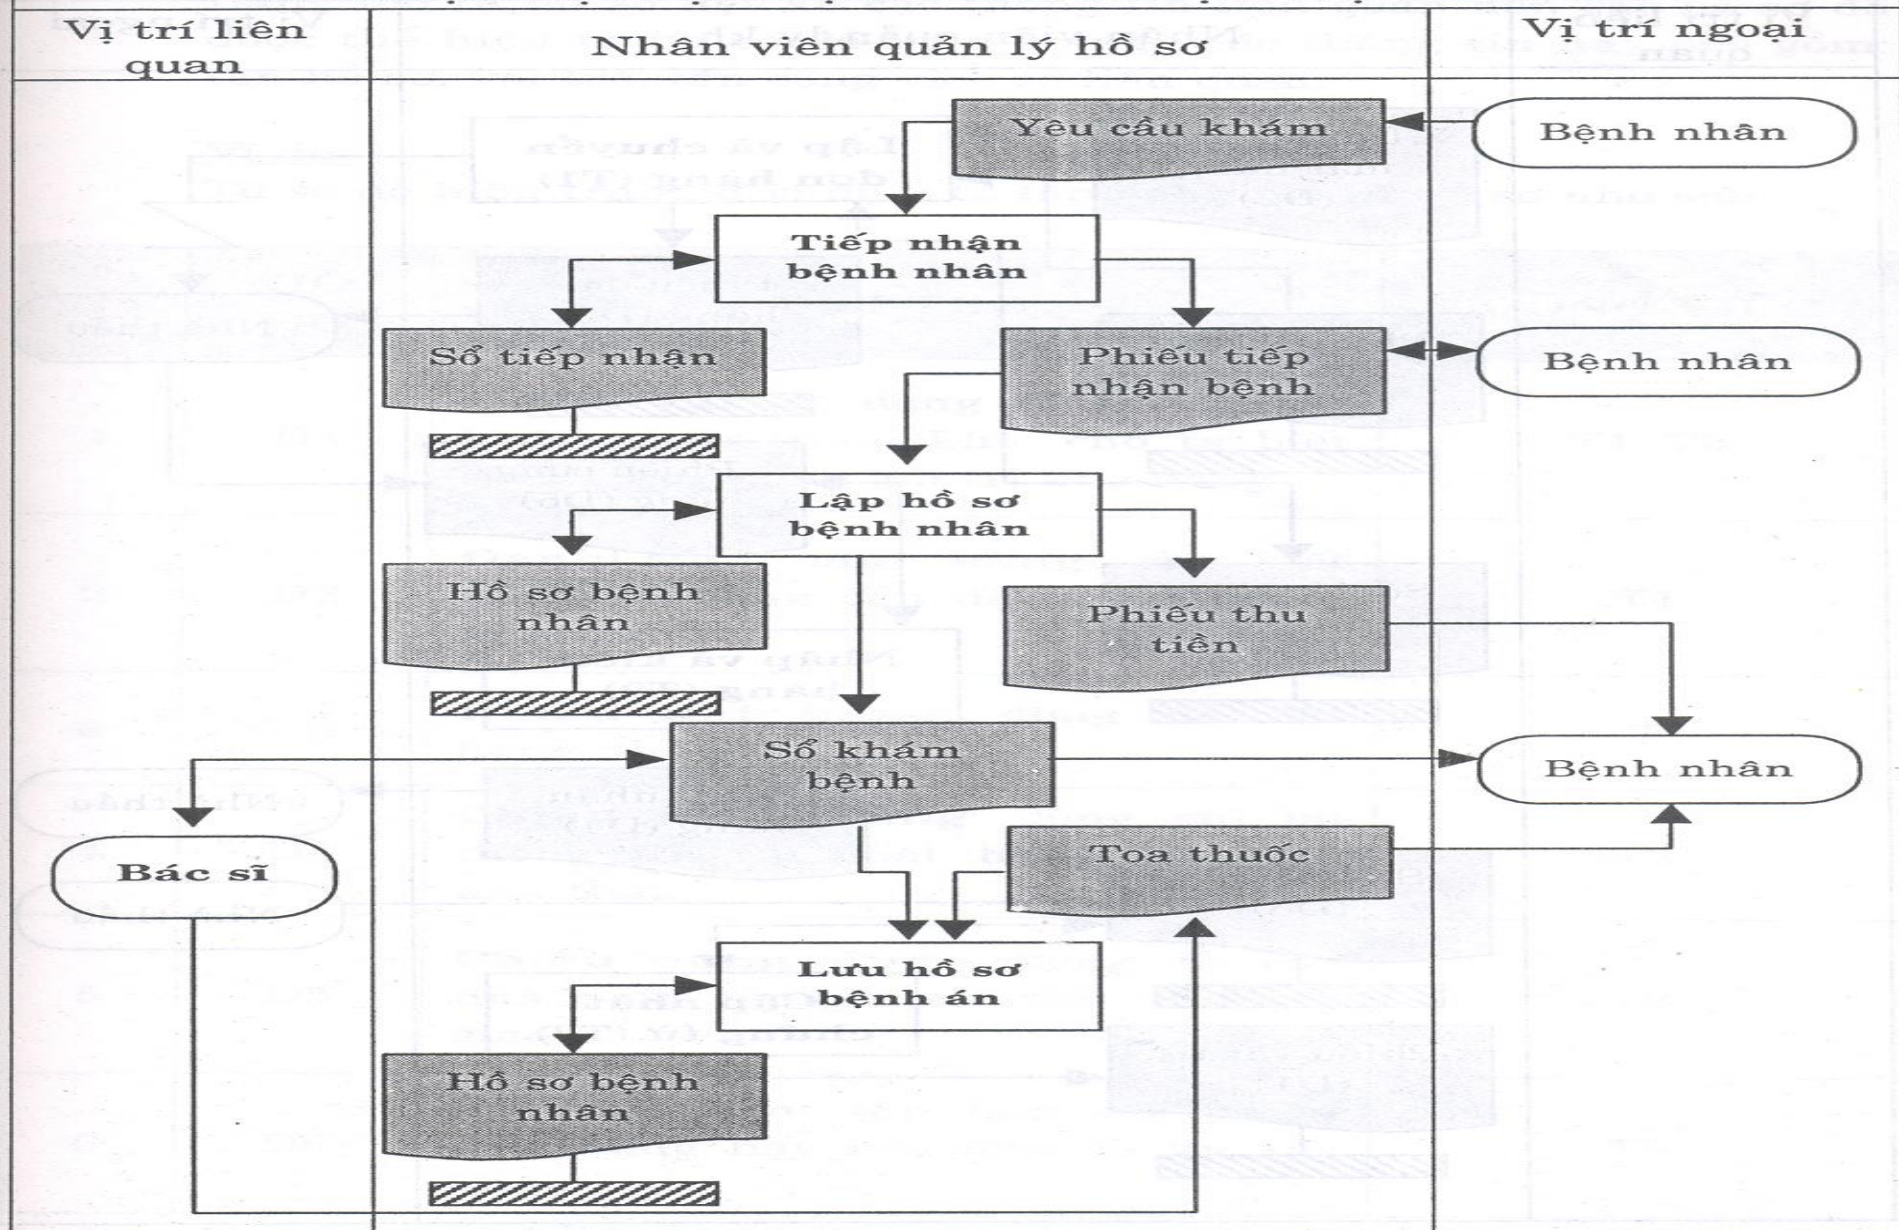 Vị trí liên
quan
Nhân viên quản lý hồ sơ
Vị trí ngoại
Yêu cầu khám
Bệnh nhân
Tiếp nhận
bệnh nhân
Sổ tiếp nhận
Phiếu tiếp
nhận bệnh
Bệnh nhân
Lập hồ sơ
bệnh nhân
Hồ sơ bệnh
nhân
Phiếu thu
tiền
Sổ khám
bệnh
Bệnh nhân
Bác sĩ
Toa thuốc
Lưu hồ sơ
bệnh án
Hồ sơ bệnh
nhân